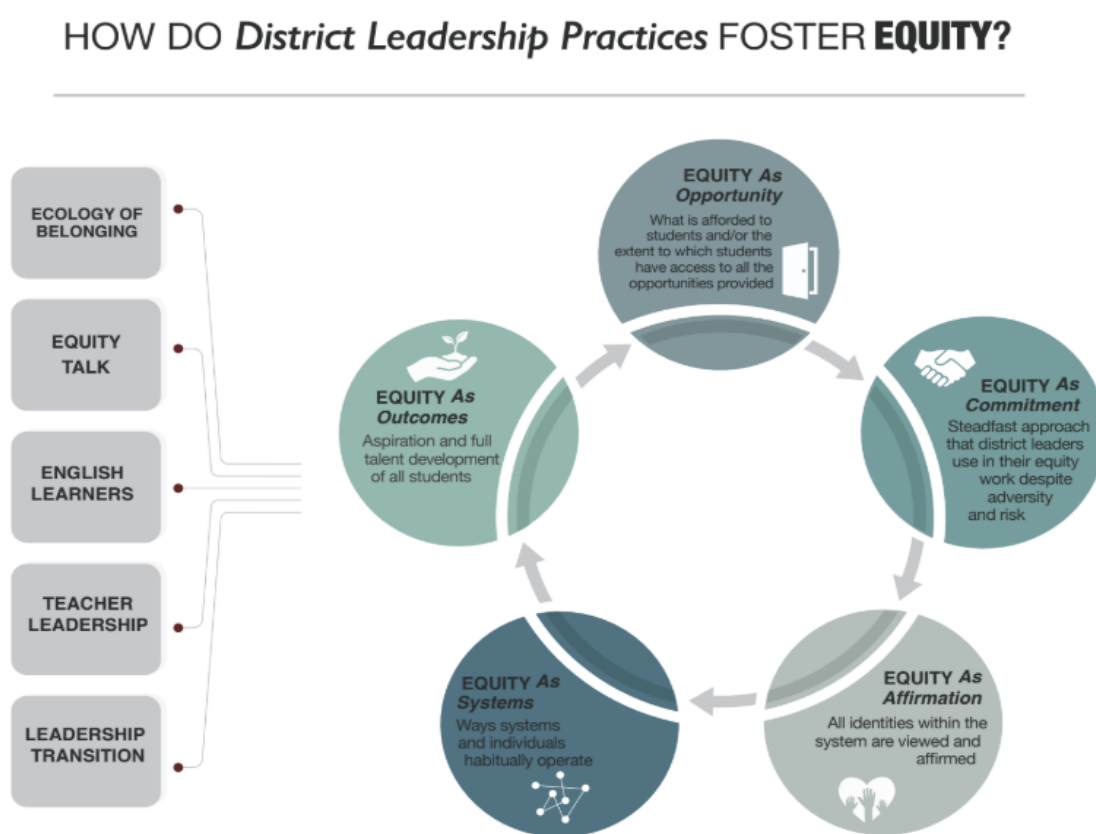 HOW DO District Leadership Practices FOSTER EQUITY?
ECOLOGY OF
BELONGING
EQUITY
TALK
ENGLISH
LEARNERS
TEACHER
LEADERSHIP
LEADERSHIP
TRANSITION
EQUITY As
Opportunity
What is afforded to
students and/or the
extent to which students
have access to all the
opportunities provided
EQUITY As
Commitment
Steadfast approach
that district leaders
use in their equity
work despite
adversity
and risk
EQUITY As
Affirmation
All identities within the
system are viewed and
affirmed
EQUITY As
Systems
Ways systems
and individuals
habitually operate
EQUITY As
Outcomes
Aspiration and full
talent development
of all students